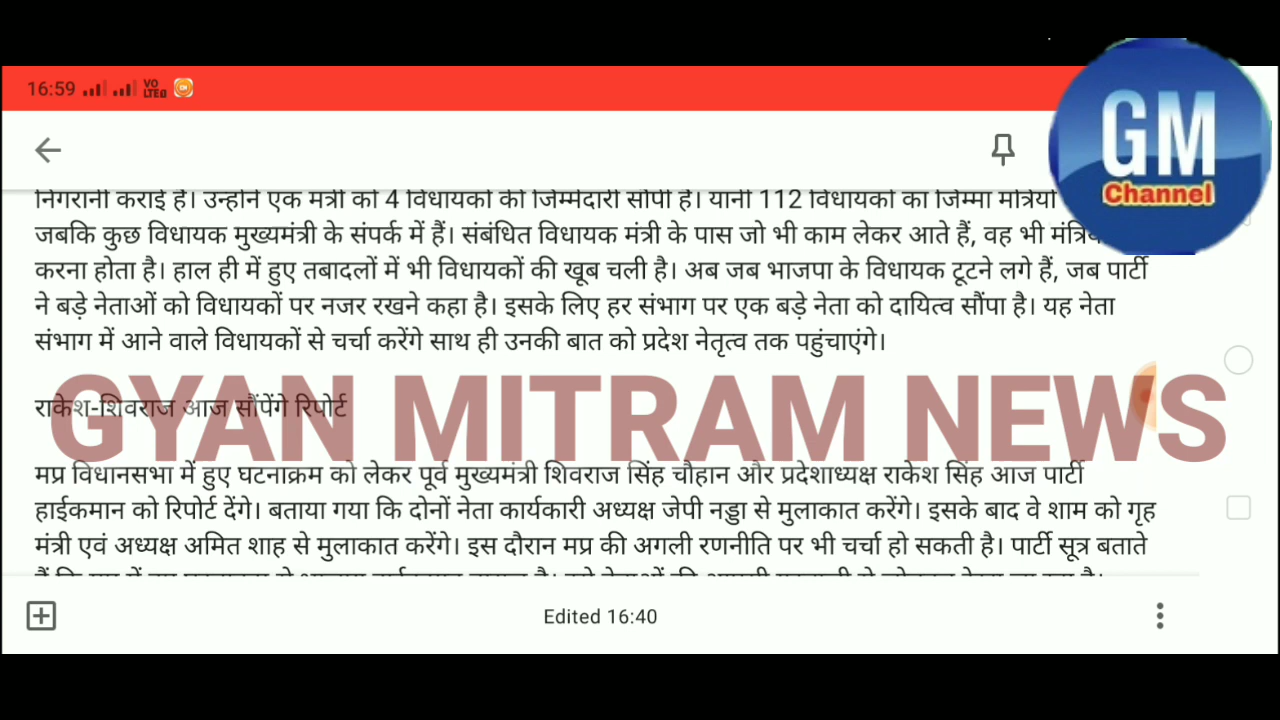 16:59 VO LTE
GM
Channel
निगरानी कराई है। उन्होंने एक मंत्री को 4 विधायकों की जिम्मेदारी सौंपी है। यानी 112 विधायकों का जिम्मा मंत्रियों
जबकि कुछ विधायक मुख्यमंत्री के संपर्क में हैं। संबंधित विधायक मंत्री के पास जो भी काम लेकर आते हैं, वह भी
करना होता है। हाल ही में हुए तबादलों में भी विधायकों की खूब चली है। अब जब भाजपा के विधायक टूटने लगे हैं, जब पार्टी
ने बड़े नेताओं को विधायकों पर नजर रखने कहा है। इसके लिए हर संभाग पर एक बड़े नेता को दायित्व सौंपा है। यह नेता
संभाग में आने वाले विधायकों से चर्चा करेंगे साथ ही उनकी बात को प्रदेश नेतृत्व तक पहुंचाएंगे।
राकेश-शिवराज आज सौंपेंगे रिपोर्ट
GYAN MITRAM NEWS
मप्र विधानसभा में हुए घटनाक्रम को लेकर पूर्व मुख्यमंत्री शिवराज सिंह चौहान और प्रदेशाध्यक्ष राकेश सिंह आज पार्टी
हाईकमान को रिपोर्ट देंगे। बताया गया कि दोनों नेता कार्यकारी अध्यक्ष जेपी नड्डा से मुलाकात करेंगे। इसके बाद वे शाम को गृह
मंत्री एवं अध्यक्ष अमित शाह से मुलाकात करेंगे। इस दौरान मप्र की अगली रणनीति पर भी चर्चा हो सकती है। पार्टी सूत्र बताते
Edited 16:40